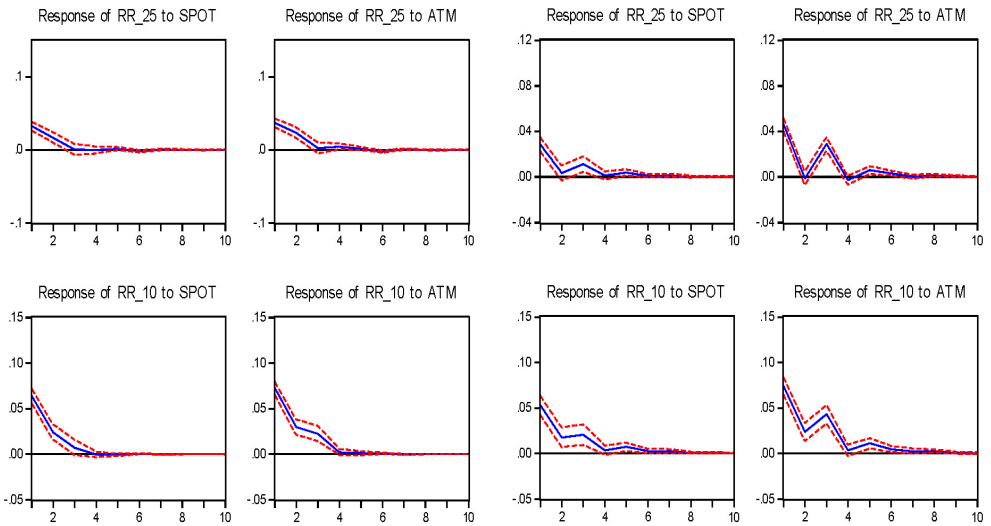 Response of RR_25 to SPOT
Response of RR_25 to ATM
Response of RR_25 to SPOT
Response of RR_25 to ATM
.1
.0
-.1
2 4 6 8 10
.1
.0
-.1
2 4 6 8 10
.12
.08
.04
.00
-.04
2 4 6 8 10
.12
.08
.04
.00
-.04
2 4 6 8 10
Response of RR_10 to SPOT
Response of RR_10 to ATM
Response of RR_10 to SPOT
Response of RR_10 to ATM
.15
.10
.05
.00
-.05
2 4 6 8 10
.15
.10
.05
.00
-.05
2 4 6 8 10
.15
.10
.05
.00
-.05
2 4 6 8 10
.15
.10
.05
.00
-.05
2 4 6 8 10